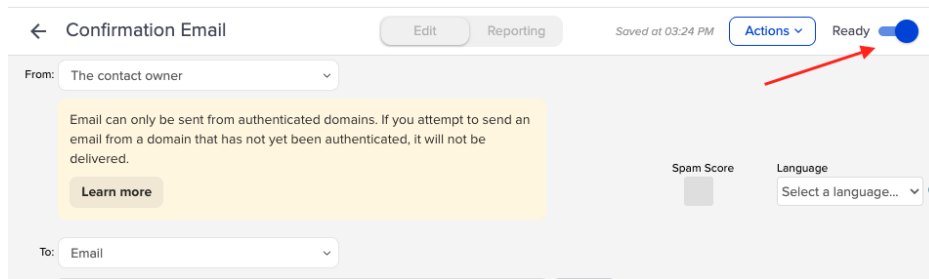 Confirmation Email
Edit
Reporting
Saved at 03:24 PM
Actions
Ready
From:
The contact owner
Email can only be sent from authenticated domains. If you attempt to send an
email from a domain that has not yet been authenticated, it will not be
delivered.
Learn more
Spam Score
Language
Select a language...
To:
Email